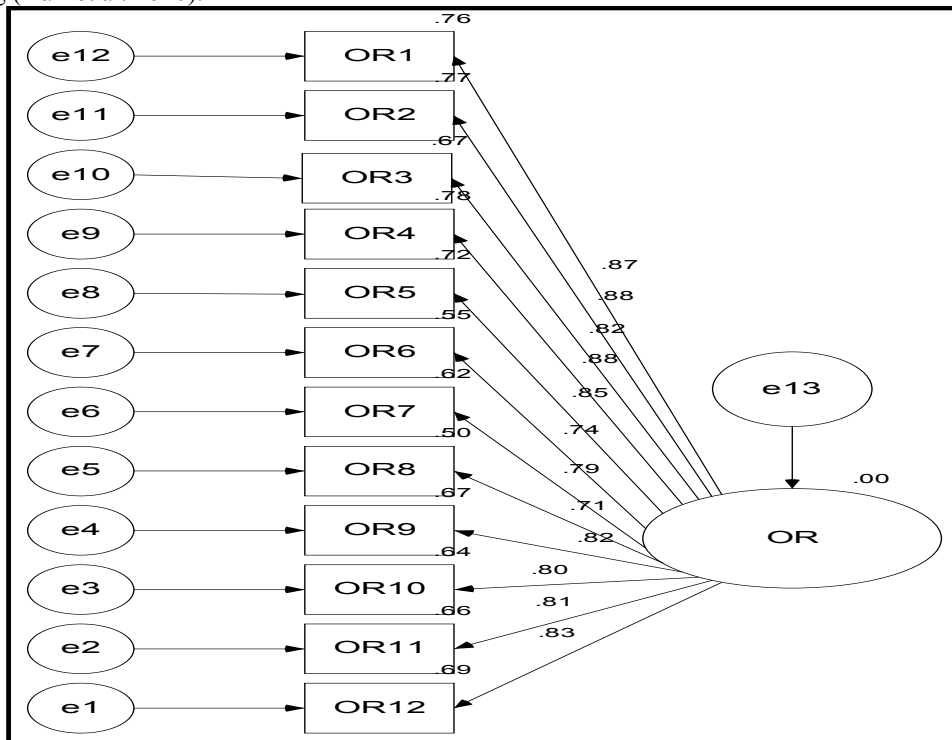 .76
e12 OR1
.77
e11 OR2
.67
e10 OR3
.78
e9 OR4
.72
.87
e8 OR5
.88
.55
.82
e7 OR6
.88
.62
e13
.85
e6 OR7
.74
.50
.79
e5 OR8
.00
.67
.71
e4 OR9
.82
OR
.64
.80
e3 OR10
.81
.66
.83
e2 OR11
.69
e1 OR12